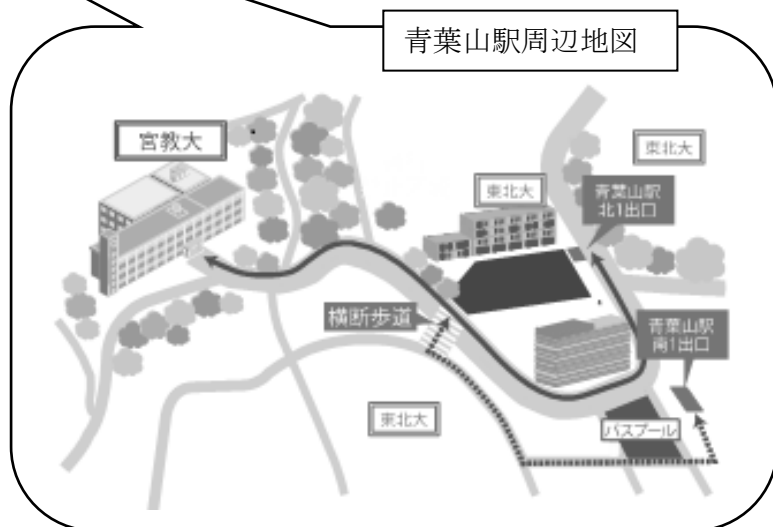 青葉山駅周辺地図
宮教大
東北大
東北大
青葉山駅
北1出口
横断歩道
青葉山駅
南1出口
東北大
バスプール